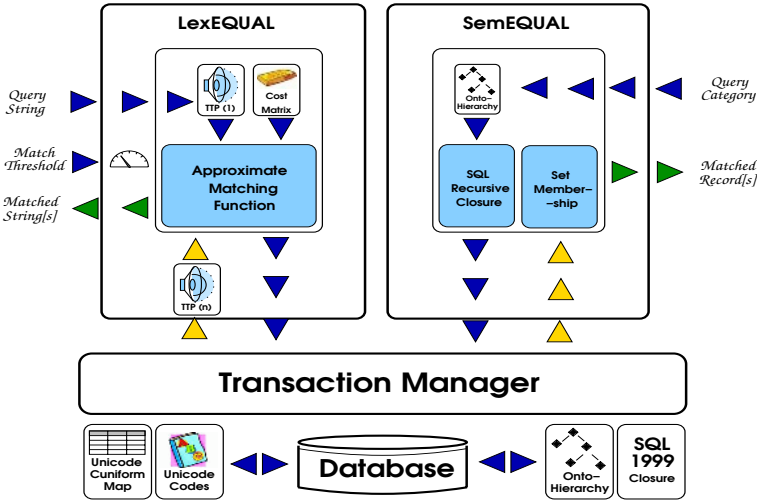 LexEQUAL
SemEQUAL
Query
String
TTP (1)
Cost
Matrix
Onto–
Hierarchy
Query
Category
Match
Threshold
Approximate
Matching
Function
SQL
Recursive
Closure
Set
Member–
–ship
Matched
Record[s]
Matched
String[s]
TTP (n)
Transaction Manager
Unicode
Cuniform
Map
Unicode
Codes
Database
Onto–
Hierarchy
SQL
1999
Closure